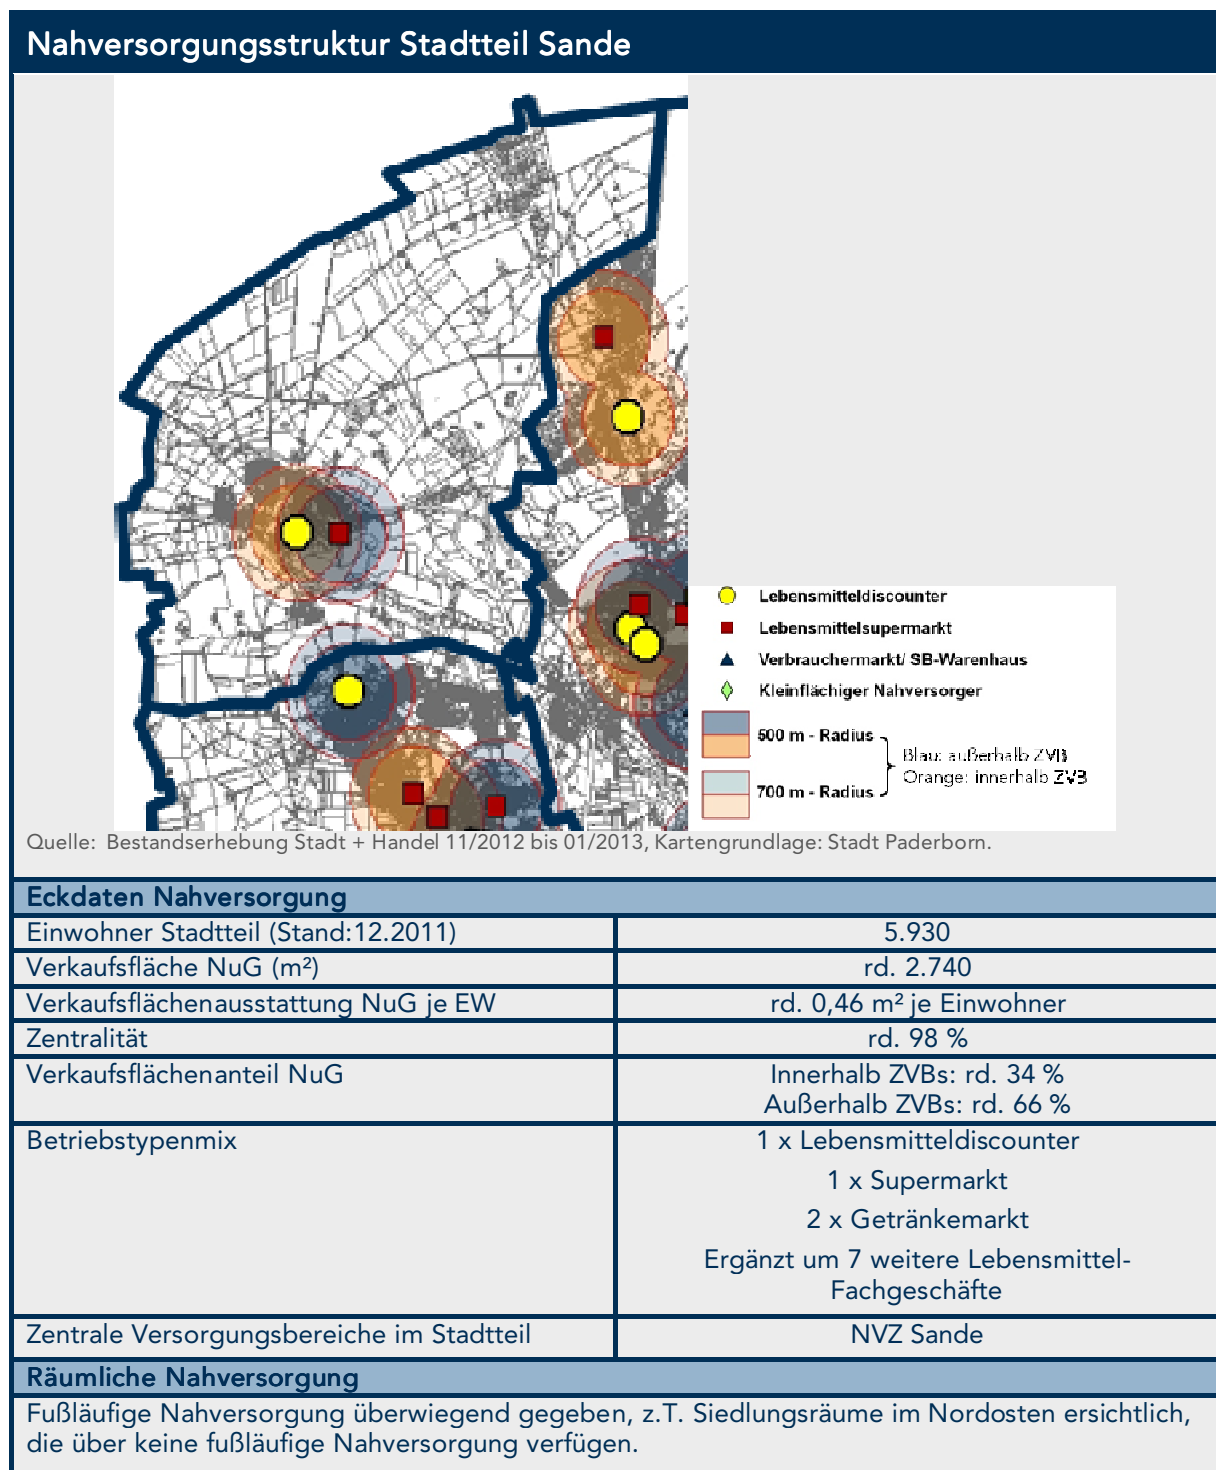 Nahversorgungsstruktur Stadtteil Sande
Lebensmitteldiscounter
Lebensmittelsupermarkt
Verbrauchermarkt/ SB-Warenhaus
Kleinflächiger Nahversorger
500 m - Radius
Blau: außerhalb ZVB
Orange: innerhalb ZVB
700 m - Radius
Quelle: Bestandserhebung Stadt + Handel 11/2012 bis 01/2013, Kartengrundlage: Stadt Paderborn.
Eckdaten Nahversorgung
Einwohner Stadtteil (Stand:12.2011) 5.930
Verkaufsfläche NuG (m²) rd. 2.740
Verkaufsflächenausstattung NuG je EW rd. 0,46 m² je Einwohner
Zentralität rd. 98 %
Verkaufsflächenanteil NuG Innerhalb ZVBs: rd. 34 %
Außerhalb ZVBs: rd. 66 %
Betriebstypenmix 1 x Lebensmitteldiscounter
1 x Supermarkt
2 x Getränkemarkt
Ergänzt um 7 weitere Lebensmittel-
Fachgeschäfte
Zentrale Versorgungsbereiche im Stadtteil NVZ Sande
Räumliche Nahversorgung
Fußläufige Nahversorgung überwiegend gegeben, z.T. Siedlungsräume im Nordosten ersichtlich,
die über keine fußläufige Nahversorgung verfügen.